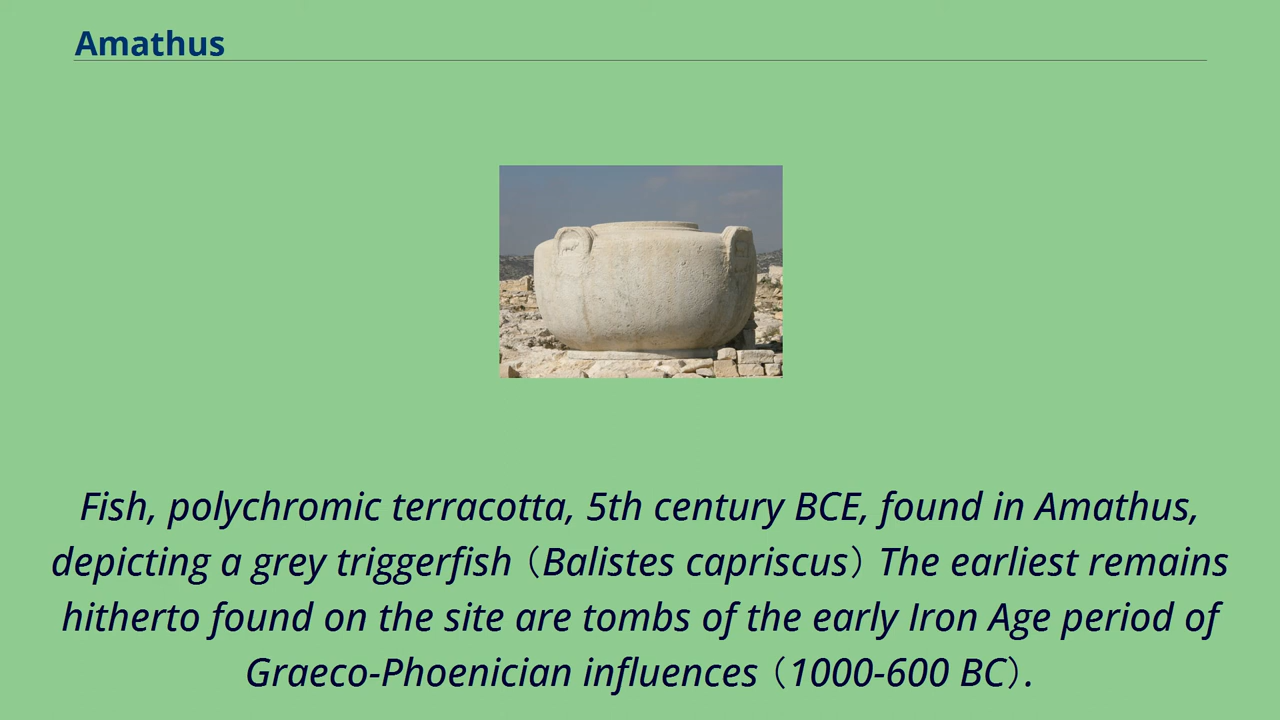 Amathus
Fish, polychromic terracotta, 5th century BCE, found in Amathus,
depicting a grey triggerfish（Balistes capriscus）The earliest remains
hitherto found on the site are tombs of the early Iron Age period of
Graeco-Phoenician influences（1000-600 BC）.